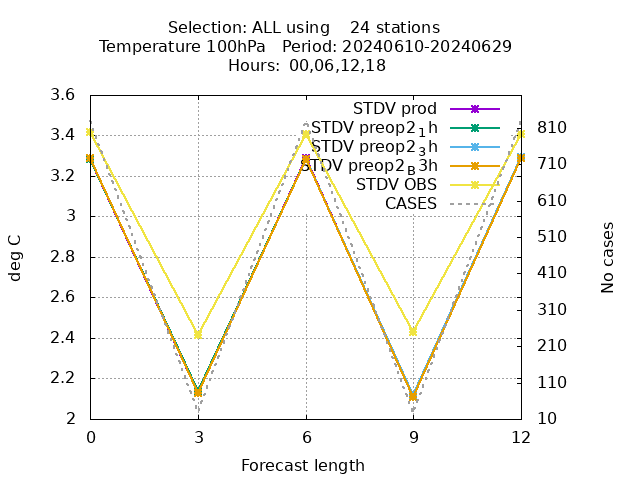 Selection: ALL using    24 stations
Temperature 100hPa   Period: 20240610-20240629
Hours: 00,06,12,18
3.6
3.4
3.2
3
2.8
2.6
2.4
2.2
2
deg C
STDV prod
STDV preop2₁h
STDV preop2₃h
STDV preop2_B3h
STDV OBS
CASES
810
710
610
510
410
310
210
110
10
No cases
0 3 6 9 12
Forecast length